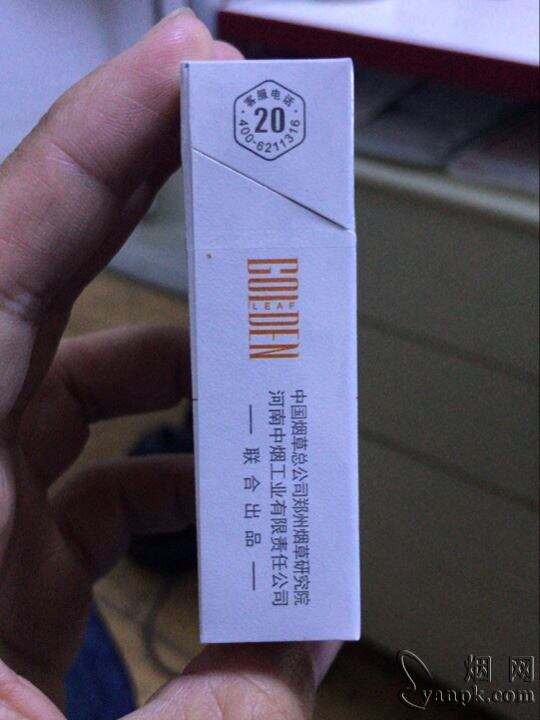 ·客服电话·
20
400-6211316
GOLDEN
LEAF
中国烟草总公司郑州烟草研究院
河南中烟工业有限责任公司
— 联合出品 —
烟网
yanpk.com